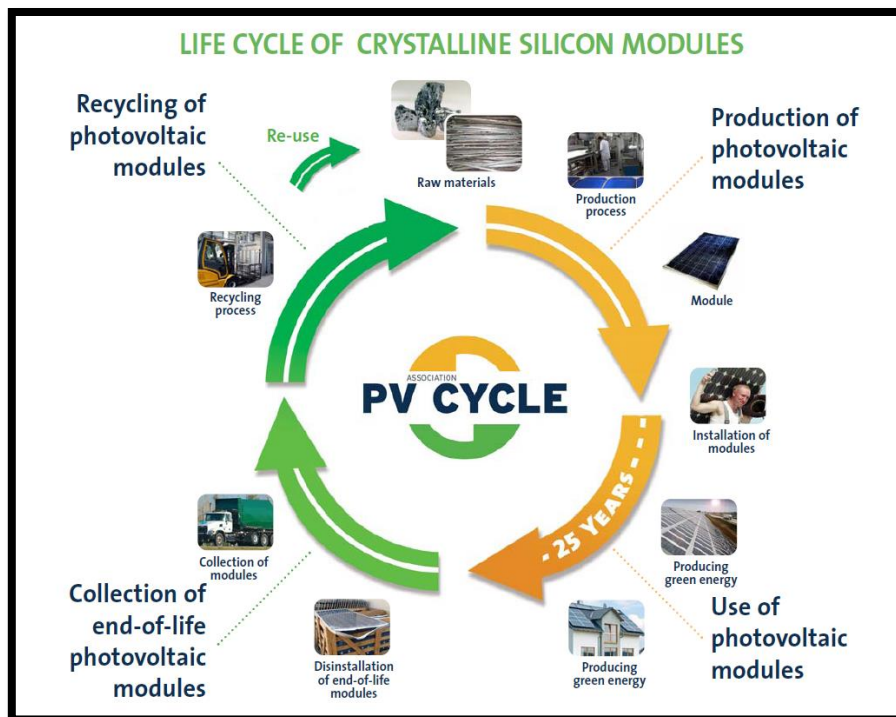 LIFE CYCLE OF CRYSTALLINE SILICON MODULES
Recycling of
photovoltaic
modules
Re-use
Raw materials
Production of
photovoltaic
modules
Production
process
Module
Recycling
process
ASSOCIATION
PV CYCLE
Installation of
modules
- 25 YEARS - - -
Producing
green energy
Collection of
modules
Collection of
end-of-life
photovoltaic
modules
Disinstallation
of end-of-life
modules
Producing
green energy
Use of
photovoltaic
modules